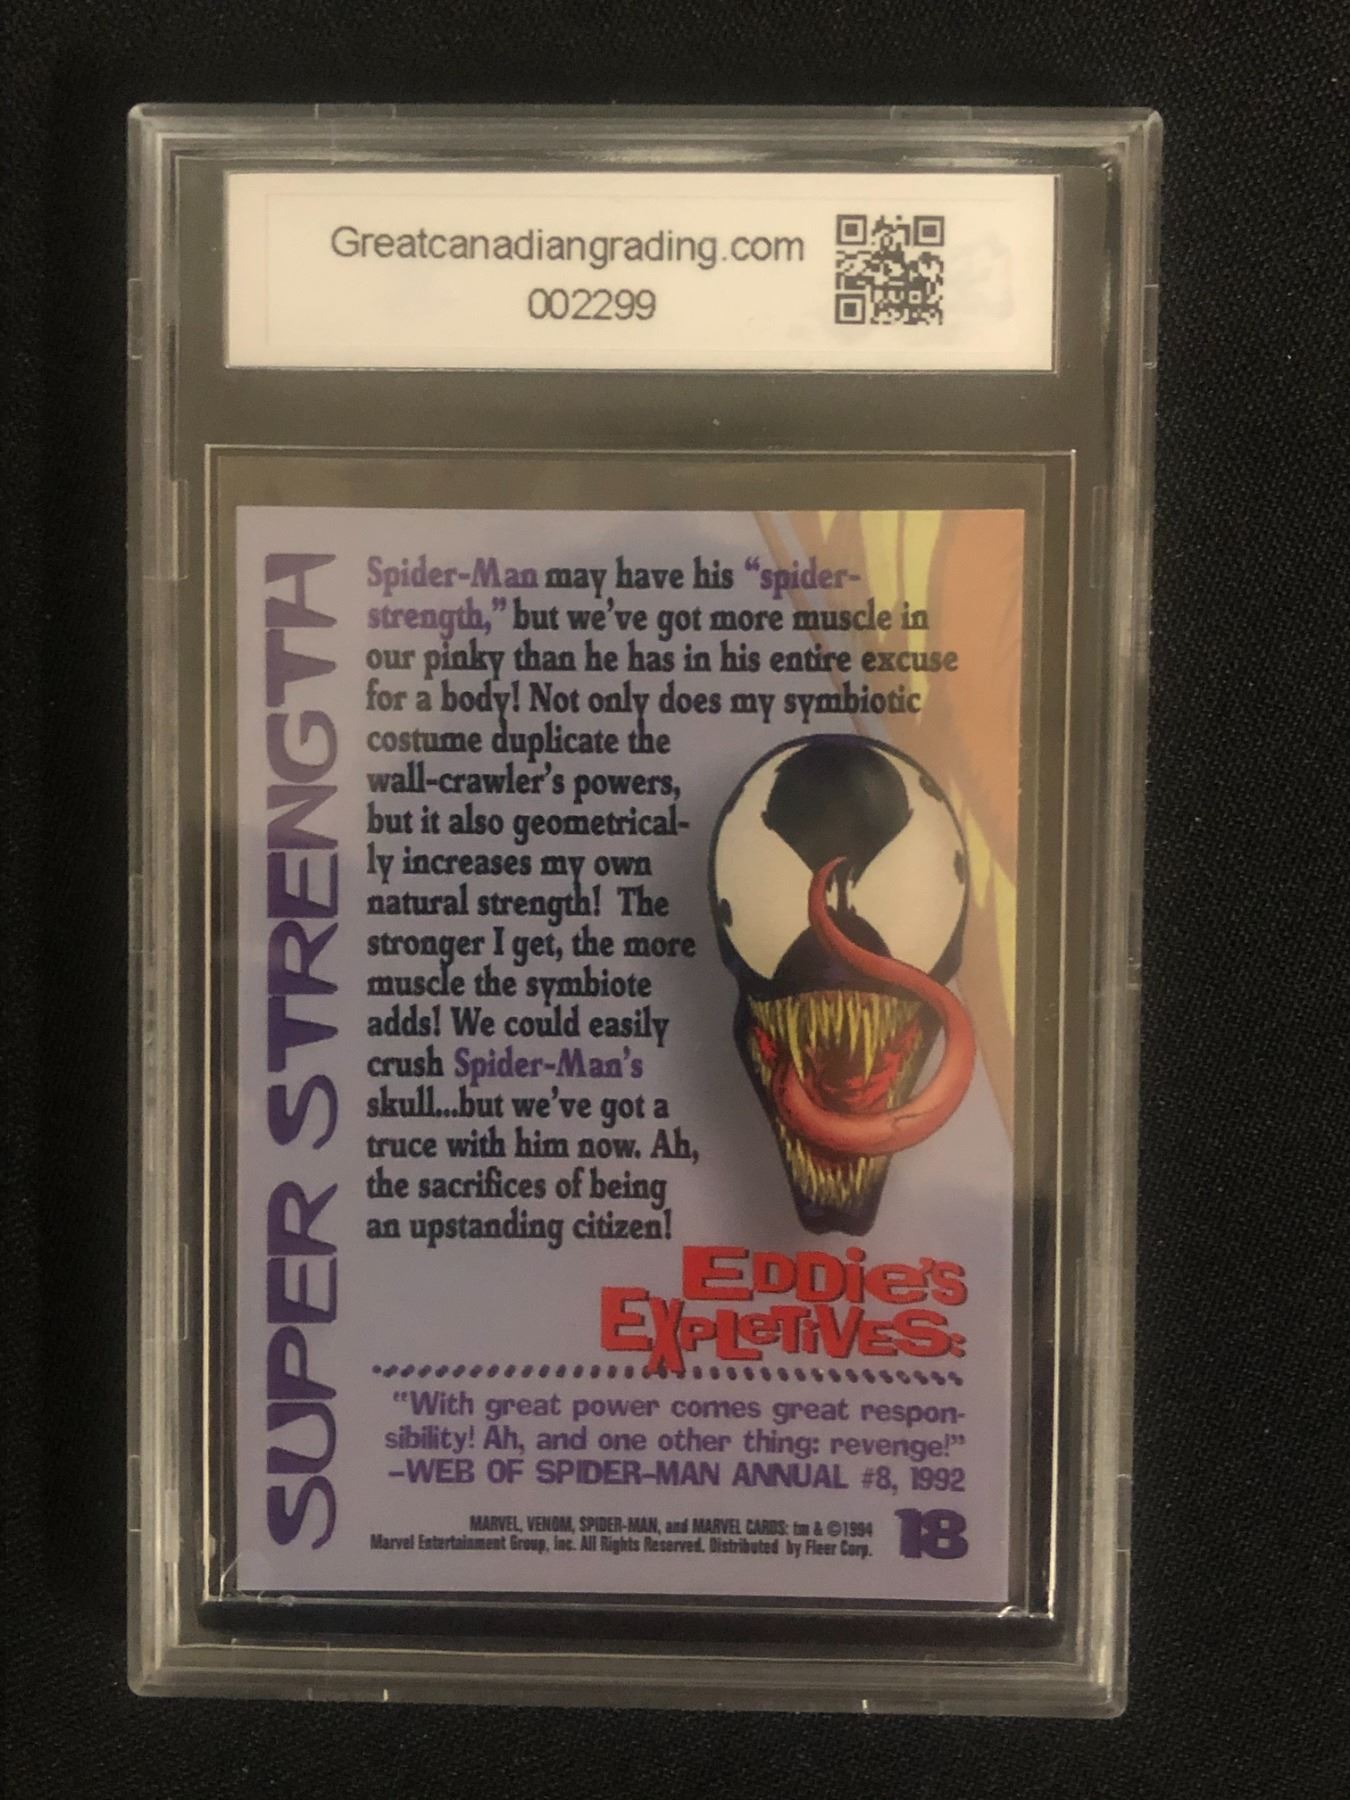 Greatcanadiangrading.com
002299
SUPER STRENGTH
Spider-Man may have his “spider-
strength,” but we’ve got more muscle in
our pinky than he has in his entire excuse
for a body! Not only does my symbiotic
costume duplicate the
wall-crawler’s powers,
but it also geometrical-
ly increases my own
natural strength! The
stronger I get, the more
muscle the symbiote
adds! We could easily
crush Spider-Man’s
skull...but we’ve got a
truce with him now. Ah,
the sacrifices of being
an upstanding citizen!
EDDie’s
ExpLeTiVES:
“With great power comes great respon-
sibility! Ah, and one other thing: revenge!”
–WEB OF SPIDER-MAN ANNUAL #8, 1992
MARVEL, VENOM, SPIDER-MAN, and MARVEL CARDS: tm & ©1994
Marvel Entertainment Group, Inc. All Rights Reserved. Distributed by Fleer Corp.
18